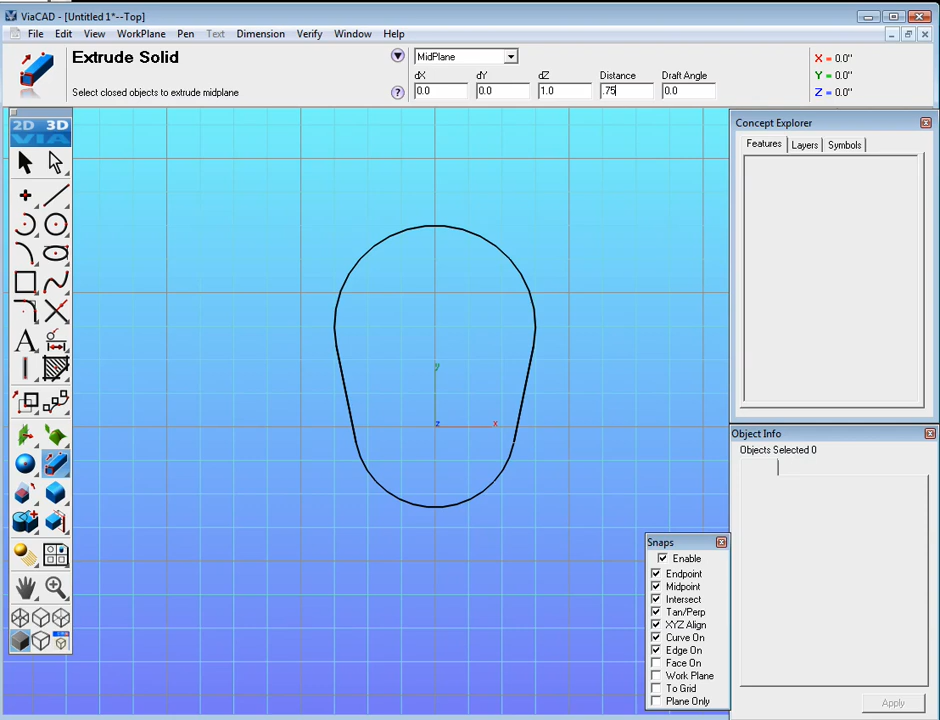 ViaCAD - [Untitled 1*--Top]
File Edit View WorkPlane Pen Text Dimension Verify Window Help
Extrude Solid
Select closed objects to extrude midplane
MidPlane
dX dY dZ Distance Draft Angle
0.0 0.0 1.0 .75 0.0
X = 0.0"
Y = 0.0"
Z = 0.0"
2D 3D
VIA
A
y
z x
Concept Explorer
Features Layers Symbols
Object Info
Objects Selected 0
Apply
Snaps
Enable
Endpoint
Midpoint
Intersect
Tan/Perp
XYZ Align
Curve On
Edge On
Face On
Work Plane
To Grid
Plane Only